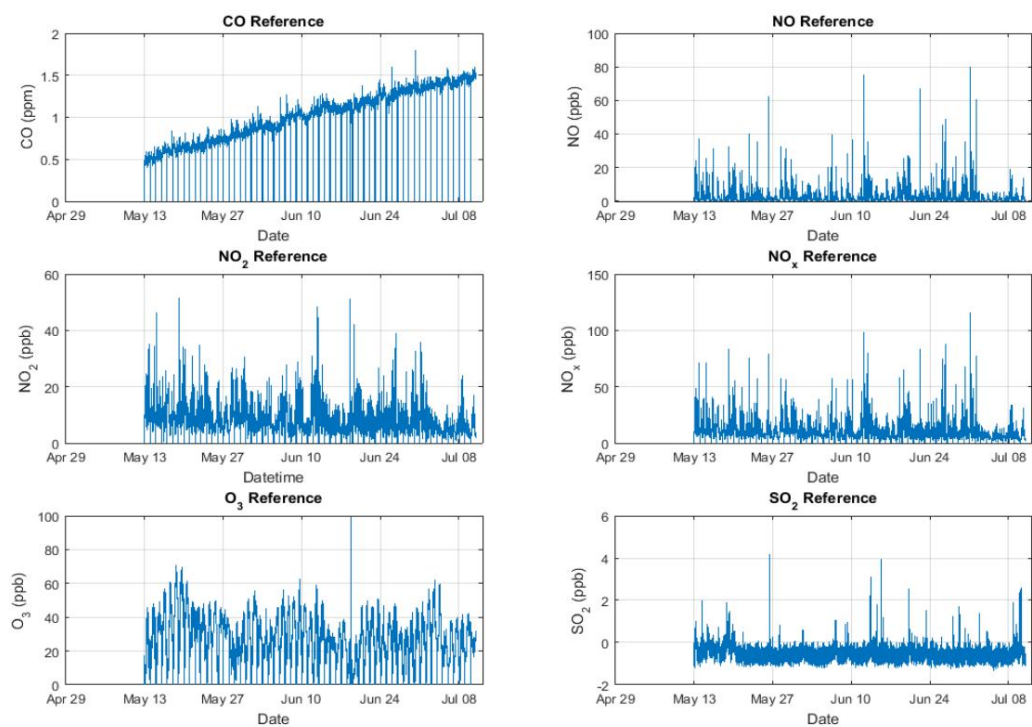 CO Reference
2
1.5
1
0.5
0
CO (ppm)
Apr 29 May 13 May 27 Jun 10 Jun 24 Jul 08
Date
NO Reference
100
80
60
40
20
0
NO (ppb)
Apr 29 May 13 May 27 Jun 10 Jun 24 Jul 08
Date
NO2 Reference
60
40
20
0
NO2 (ppb)
Apr 29 May 13 May 27 Jun 10 Jun 24 Jul 08
Datetime
NOx Reference
150
100
50
0
NOx (ppb)
Apr 29 May 13 May 27 Jun 10 Jun 24 Jul 08
Date
O3 Reference
100
80
60
40
20
0
O3 (ppb)
Apr 29 May 13 May 27 Jun 10 Jun 24 Jul 08
Date
SO2 Reference
6
4
2
0
-2
SO2 (ppb)
Apr 29 May 13 May 27 Jun 10 Jun 24 Jul 08
Date